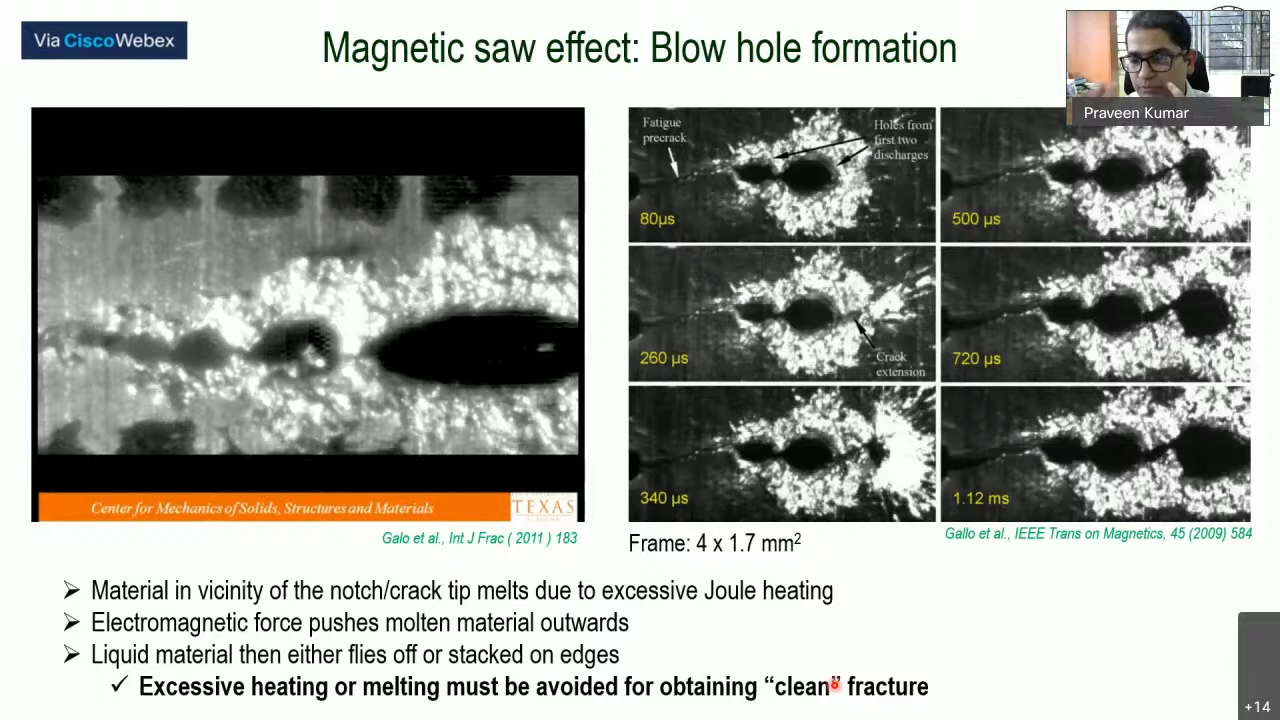 Via CiscoWebex
Magnetic saw effect: Blow hole formation
Praveen Kumar
Fatigue
precrack
Holes from
first two
discharges
80μs
500 μs
260 μs
Crack
extension
720 μs
340 μs
1.12 ms
Center for Mechanics of Solids, Structures and Materials
TEXAS
Galo et al., Int J Frac ( 2011 ) 183
Frame: 4 x 1.7 mm²
Gallo et al., IEEE Trans on Magnetics, 45 (2009) 584
➢ Material in vicinity of the notch/crack tip melts due to excessive Joule heating
➢ Electromagnetic force pushes molten material outwards
➢ Liquid material then either flies off or stacked on edges
✓ Excessive heating or melting must be avoided for obtaining “clean” fracture
+14